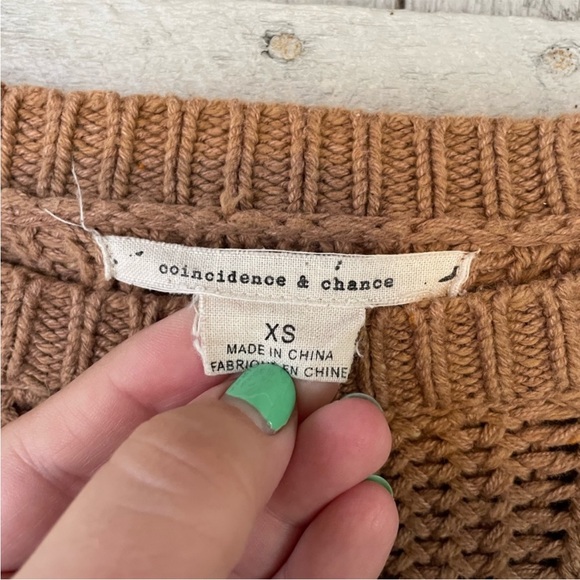 coincidence & chance
XS
MADE IN CHINA
FABRIQUÉ EN CHINE